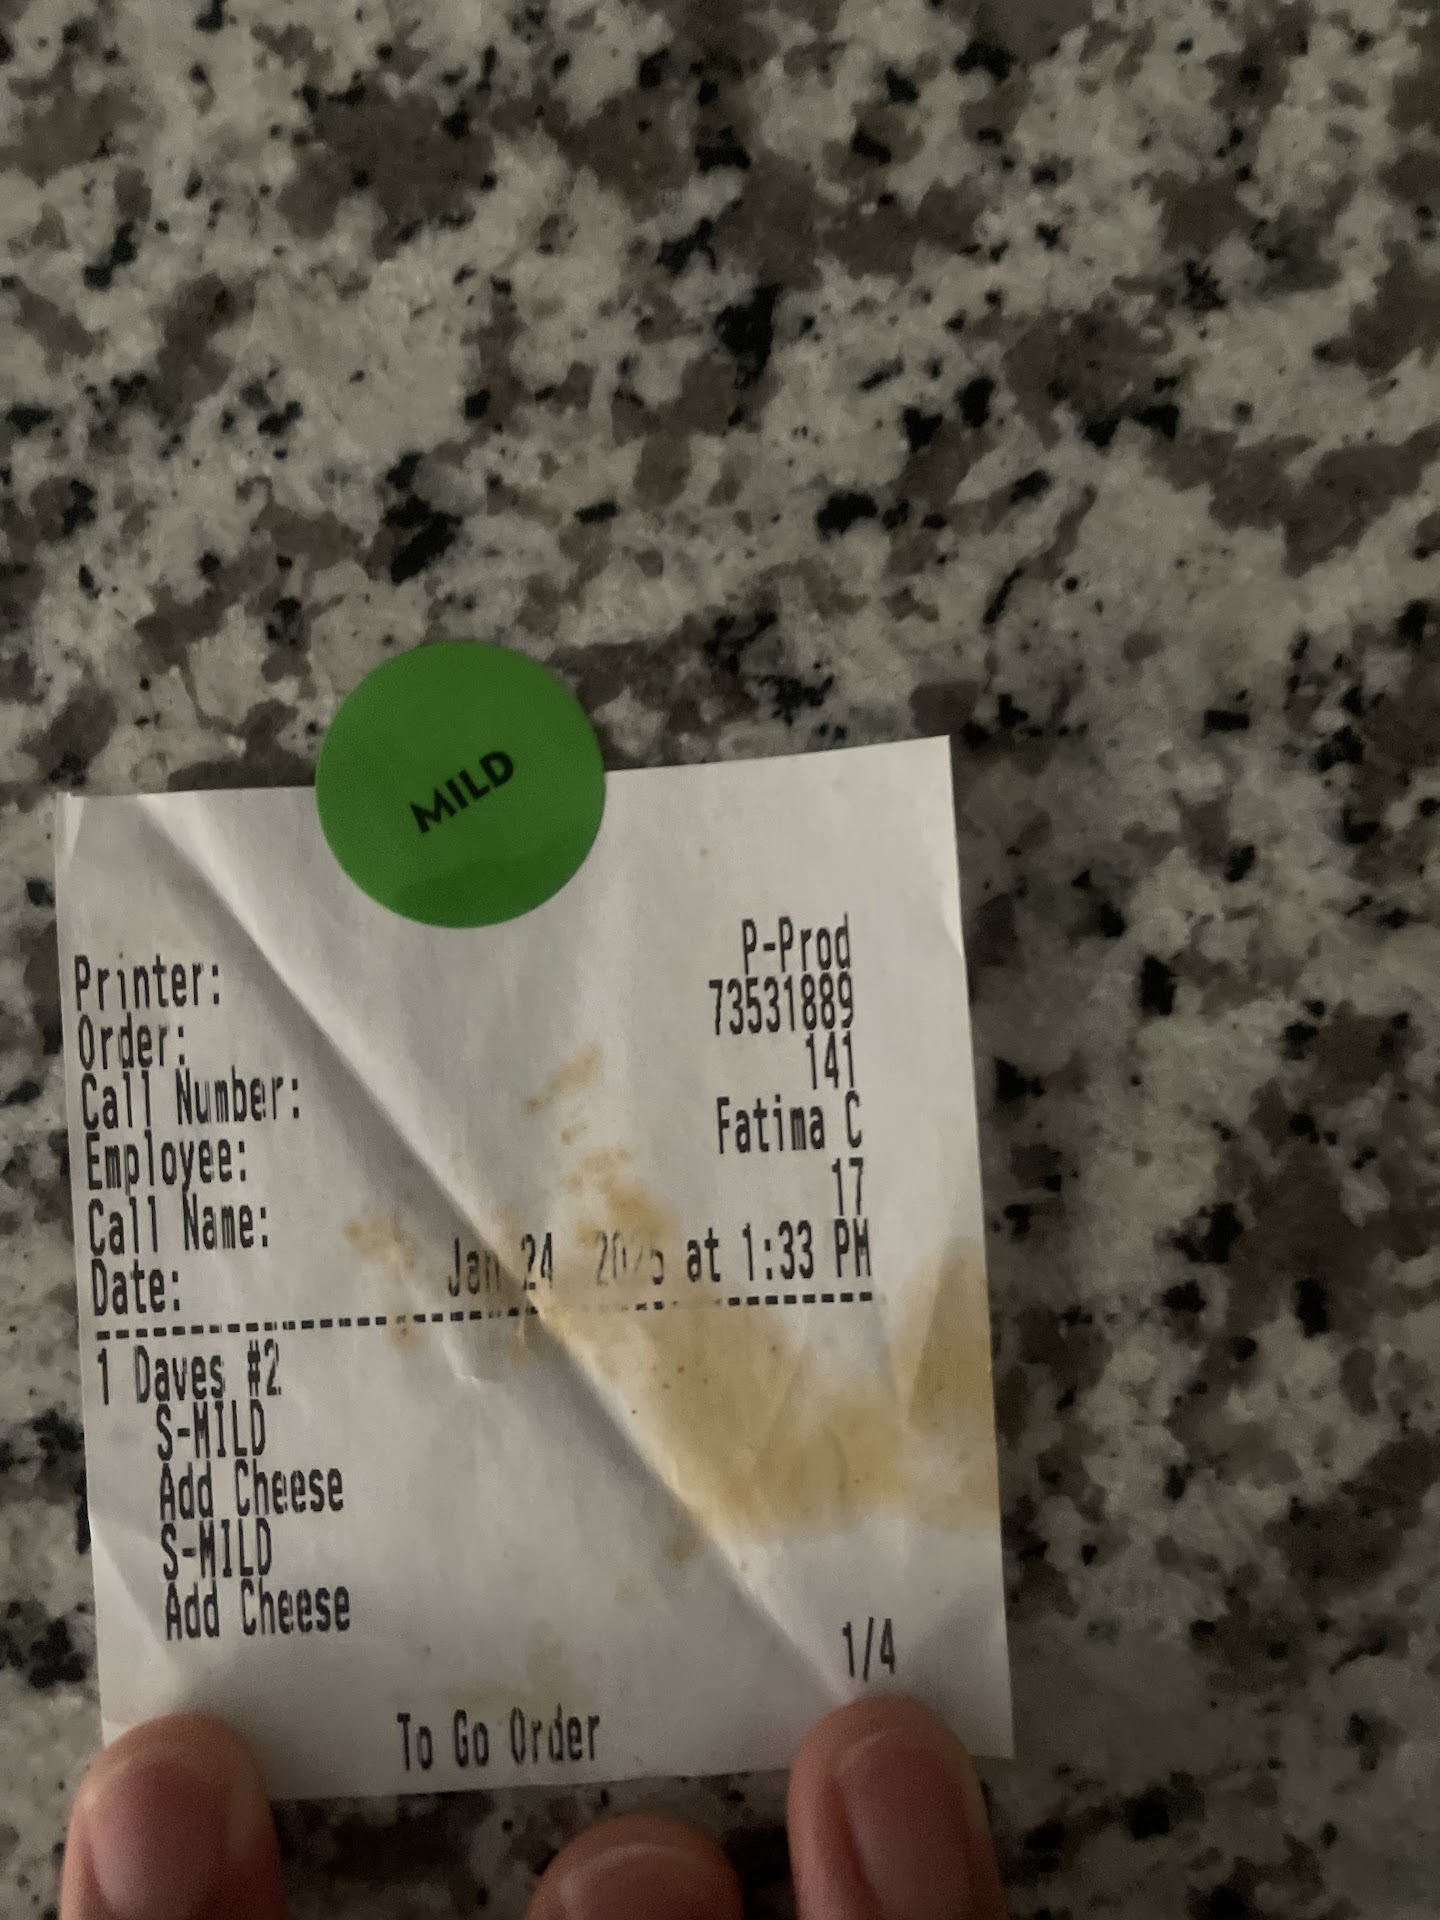 MILD
Printer: P-Prod
Order: 73531889
Call Number: 141
Employee: Fatima C
Call Name: 17
Date: Jan 24 2025 at 1:33 PM
1 Daves #2
S-MILD
Add Cheese
S-MILD
Add Cheese
1/4
To Go Order